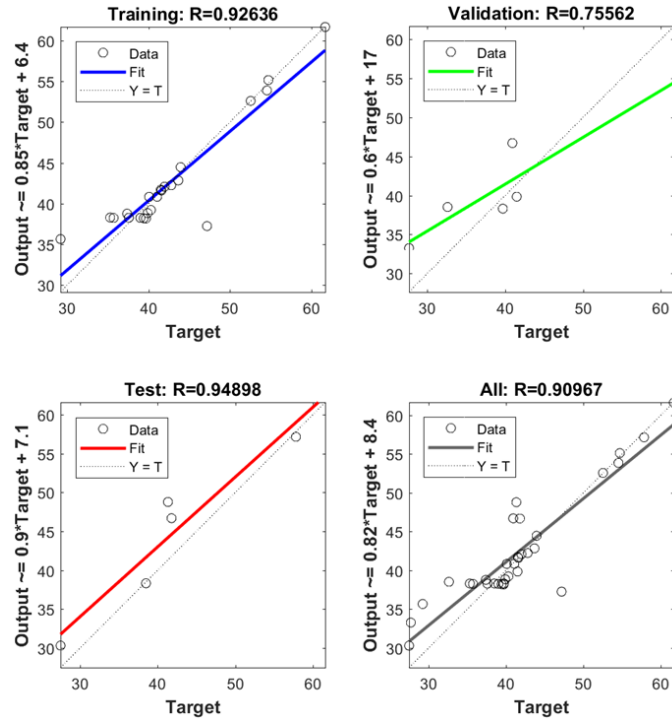 Training: R=0.92636
Output ~= 0.85*Target + 6.4
60
55
50
45
40
35
30
Data
Fit
Y = T
30 40 50 60
Target
Validation: R=0.75562
Output ~= 0.6*Target + 17
60
55
50
45
40
35
30
Data
Fit
Y = T
30 40 50 60
Target
Test: R=0.94898
Output ~= 0.9*Target + 7.1
60
55
50
45
40
35
30
Data
Fit
Y = T
30 40 50 60
Target
All: R=0.90967
Output ~= 0.82*Target + 8.4
60
55
50
45
40
35
30
Data
Fit
Y = T
30 40 50 60
Target